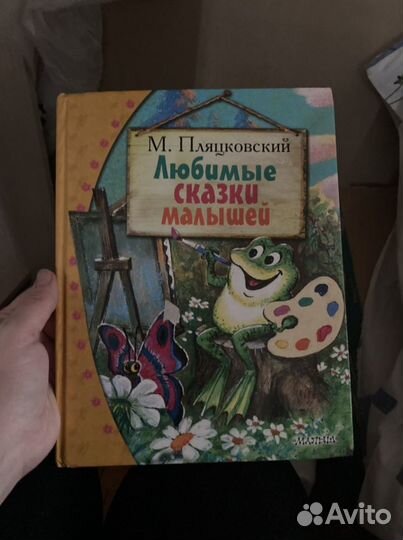 М. Пляцковский
Любимые
сказки
малышей
МАЛЫШ
Avito